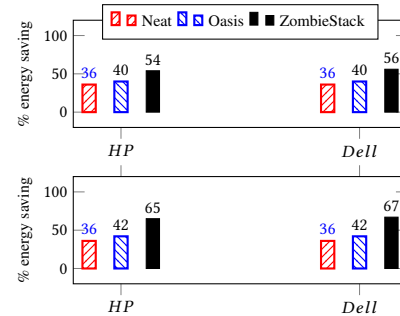 Neat Oasis ZombieStack
% energy saving
100
50
0
36 40 54
36 40 56
HP Dell
% energy saving
100
50
0
36 42 65
36 42 67
HP Dell